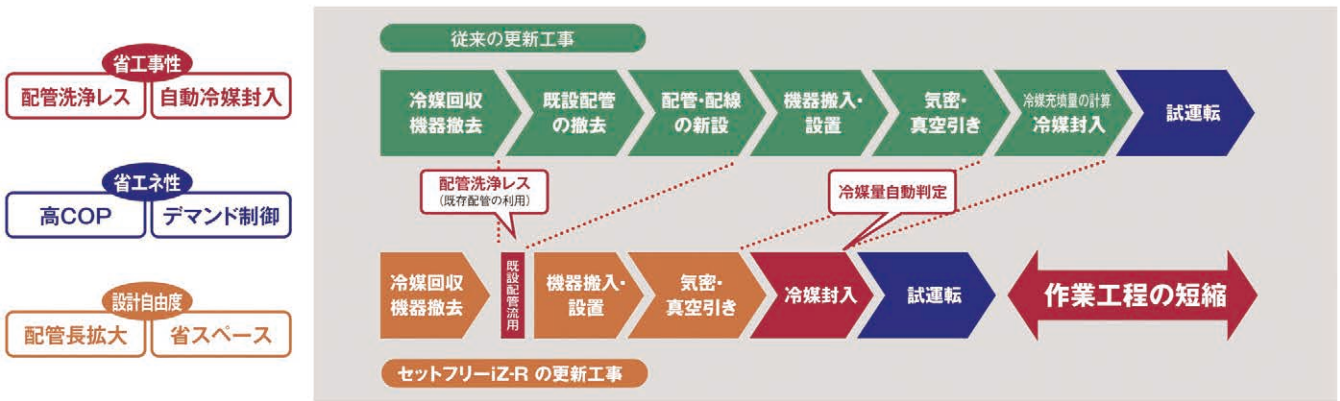 省工事性
配管洗浄レス
自動冷媒封入
省エネ性
高COP
デマンド制御
設計自由度
配管長拡大
省スペース
従来の更新工事
冷媒回収
機器撤去
既設配管
の撤去
配管・配線
の新設
機器搬入・
設置
気密・
真空引き
冷媒充填量の計算
冷媒封入
試運転
配管洗浄レス
(既存配管の利用)
冷媒量自動判定
冷媒回収
機器撤去
既設配管流用
機器搬入・
設置
気密・
真空引き
冷媒封入
試運転
作業工程の短縮
セットフリーiZ-R の更新工事